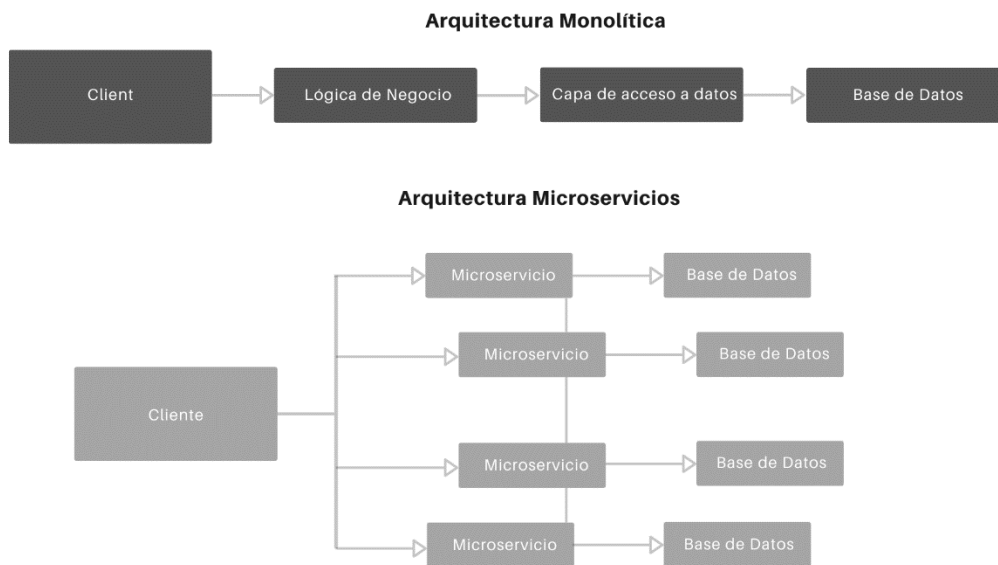 Arquitectura Monolítica
Client
Lógica de Negocio
Capa de acceso a datos
Base de Datos
Arquitectura Microservicios
Microservicio
Base de Datos
Microservicio
Base de Datos
Cliente
Microservicio
Base de Datos
Microservicio
Base de Datos